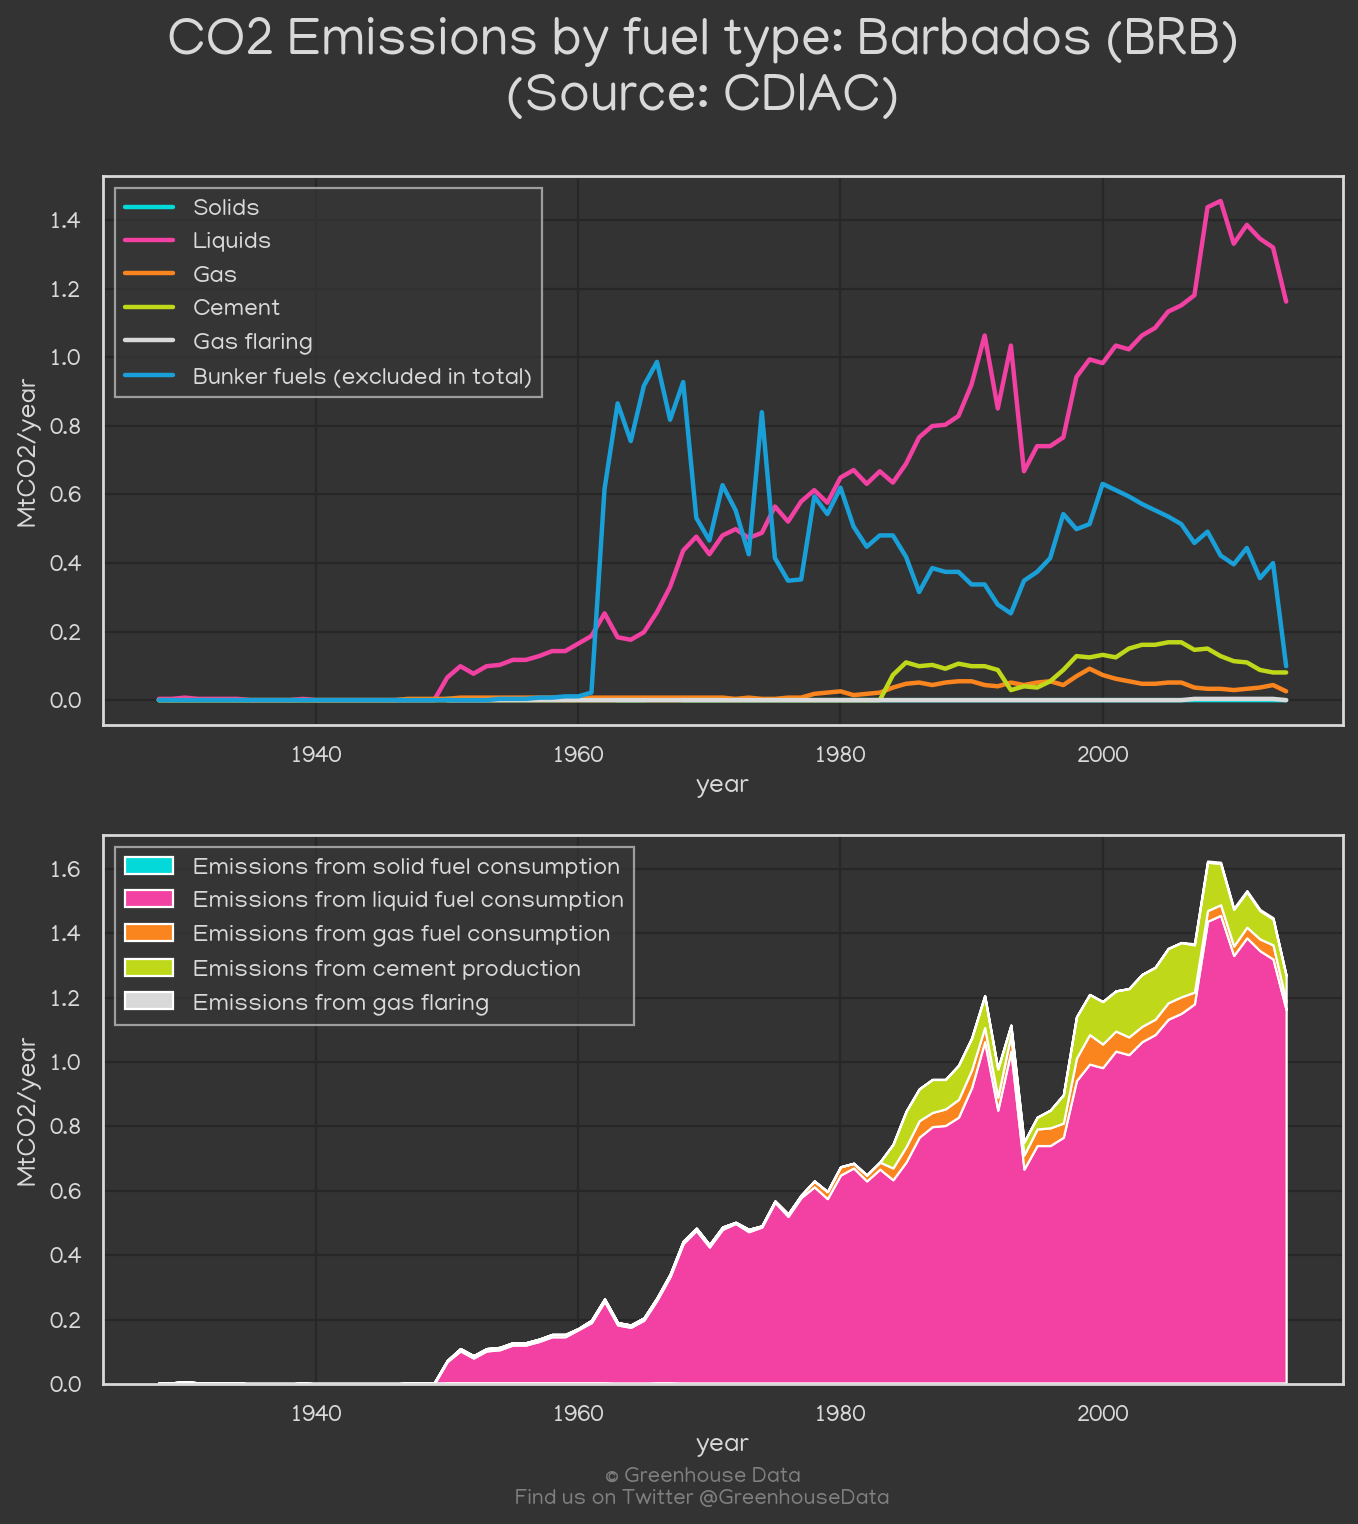 CO2 Emissions by fuel type: Barbados (BRB)
(Source: CDIAC)
Solids
Liquids
Gas
Cement
Gas flaring
Bunker fuels (excluded in total)
MtCO2/year
1.4
1.2
1.0
0.8
0.6
0.4
0.2
0.0
1940
1960
1980
2000
year
Emissions from solid fuel consumption
Emissions from liquid fuel consumption
Emissions from gas fuel consumption
Emissions from cement production
Emissions from gas flaring
MtCO2/year
1.6
1.4
1.2
1.0
0.8
0.6
0.4
0.2
0.0
1940
1960
1980
2000
year
© Greenhouse Data
Find us on Twitter @GreenhouseData